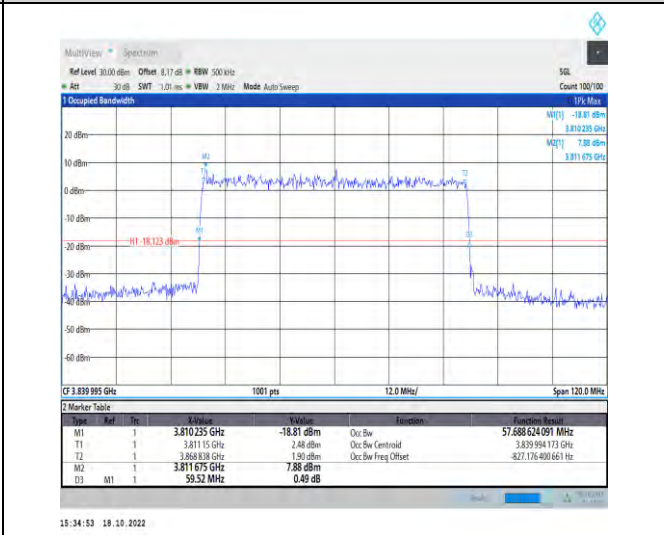 MultiView Spectrum
Ref Level 30.00 dBm Offset 8.17 dB RBW 500 kHz SGL
Att 30 dB SWT 1.01 ms VBW 2 MHz Mode Auto Sweep Count 100/100
1 Occupied Bandwidth 1Pk Max
M1[1] -18.81 dBm
3.810 235 GHz
M2[1] 7.88 dBm
3.811 675 GHz
20 dBm
10 dBm
M2
T1
T2
0 dBm
-10 dBm
M1
D3
H1 -18.123 dBm
-20 dBm
-30 dBm
-40 dBm
-50 dBm
-60 dBm
CF 3.839 995 GHz 1001 pts 12.0 MHz/ Span 120.0 MHz
2 Marker Table
Type Ref Trc X-Value Y-Value Function Function Result
M1 1 3.810 235 GHz -18.81 dBm Occ Bw 57.688 624 091 MHz
T1 1 3.811 15 GHz 2.48 dBm Occ Bw Centroid 3.839 994 173 GHz
T2 1 3.868 838 GHz 1.90 dBm Occ Bw Freq Offset -827.176 400 661 Hz
M2 1 3.811 675 GHz 7.88 dBm
D3 M1 1 59.52 MHz 0.49 dB
15:34:53 18.10.2022